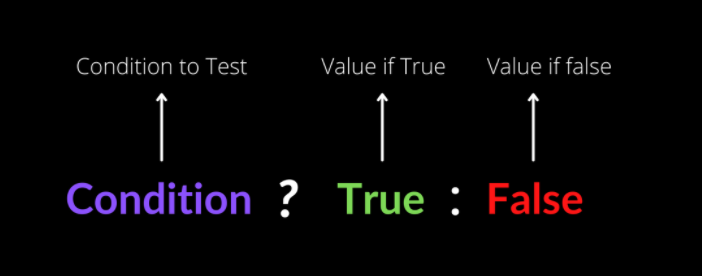 Condition to Test Value if True Value if false
Condition ? True : False